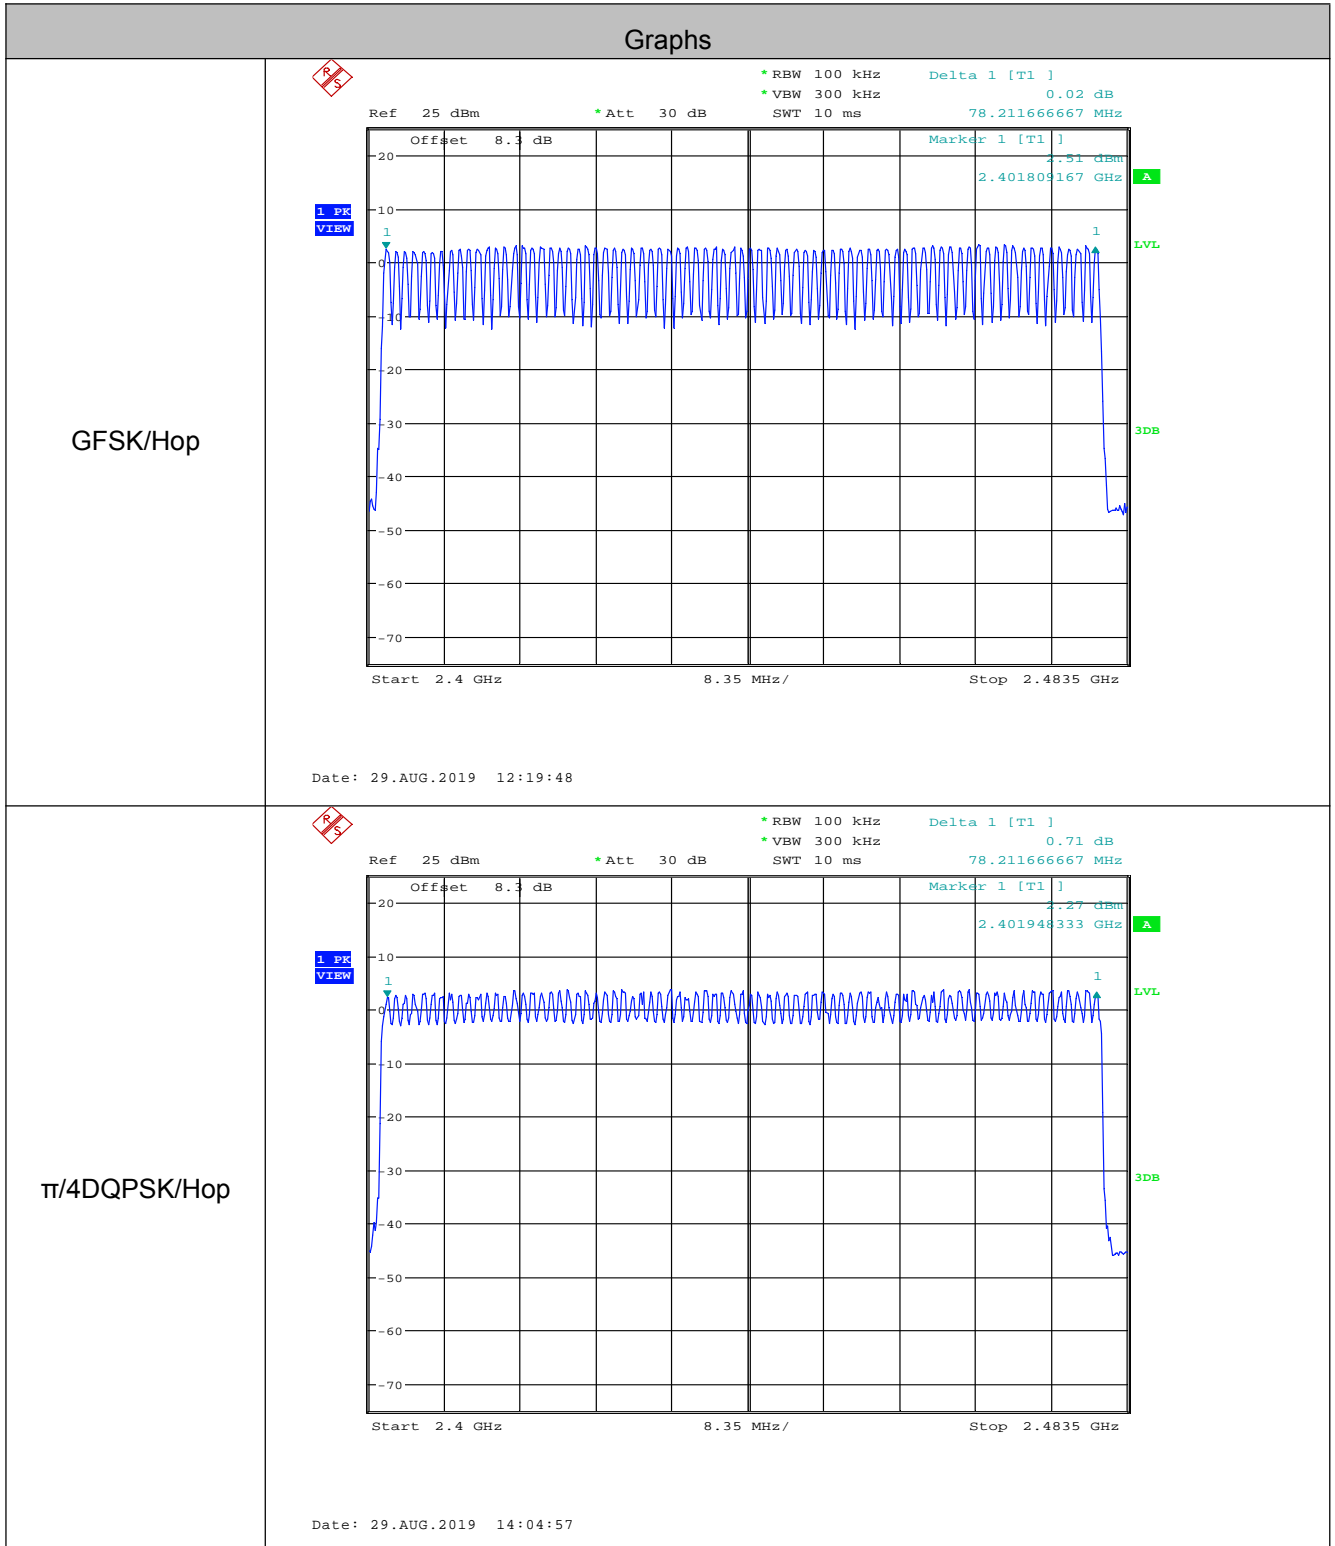 Graphs
GFSK/Hop
R S
* RBW 100 kHz Delta 1 [T1 ]
* VBW 300 kHz 0.02 dB
Ref 25 dBm * Att 30 dB SWT 10 ms 78.211666667 MHz
Offset 8.3 dB Marker 1 [T1 ]
20 2.51 dBm
2.401809167 GHz A
1 PK 10
VIEW 1 1
LVL
0
-10
-20
-30 3DB
-40
-50
-60
-70
Start 2.4 GHz 8.35 MHz/ Stop 2.4835 GHz
Date: 29.AUG.2019 12:19:48
π/4DQPSK/Hop
R S
* RBW 100 kHz Delta 1 [T1 ]
* VBW 300 kHz 0.71 dB
Ref 25 dBm * Att 30 dB SWT 10 ms 78.211666667 MHz
Offset 8.3 dB Marker 1 [T1 ]
20 2.27 dBm
2.401948333 GHz A
1 PK 10
VIEW 1 1
LVL
0
-10
-20
-30 3DB
-40
-50
-60
-70
Start 2.4 GHz 8.35 MHz/ Stop 2.4835 GHz
Date: 29.AUG.2019 14:04:57